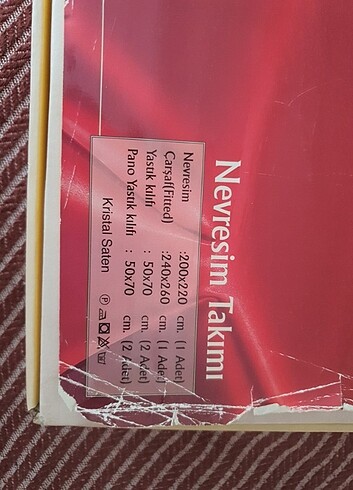 Nevresim Takımı
Nevresim :200x220 cm. (1 Adet)
Çarşaf(Fitted) :240x260 cm. (1 Adet)
Yastık kılıfı : 50x70 cm. (2 Adet)
Pano Yastık kılıfı : 50x70 cm. (2 Adet)
Kristal Saten